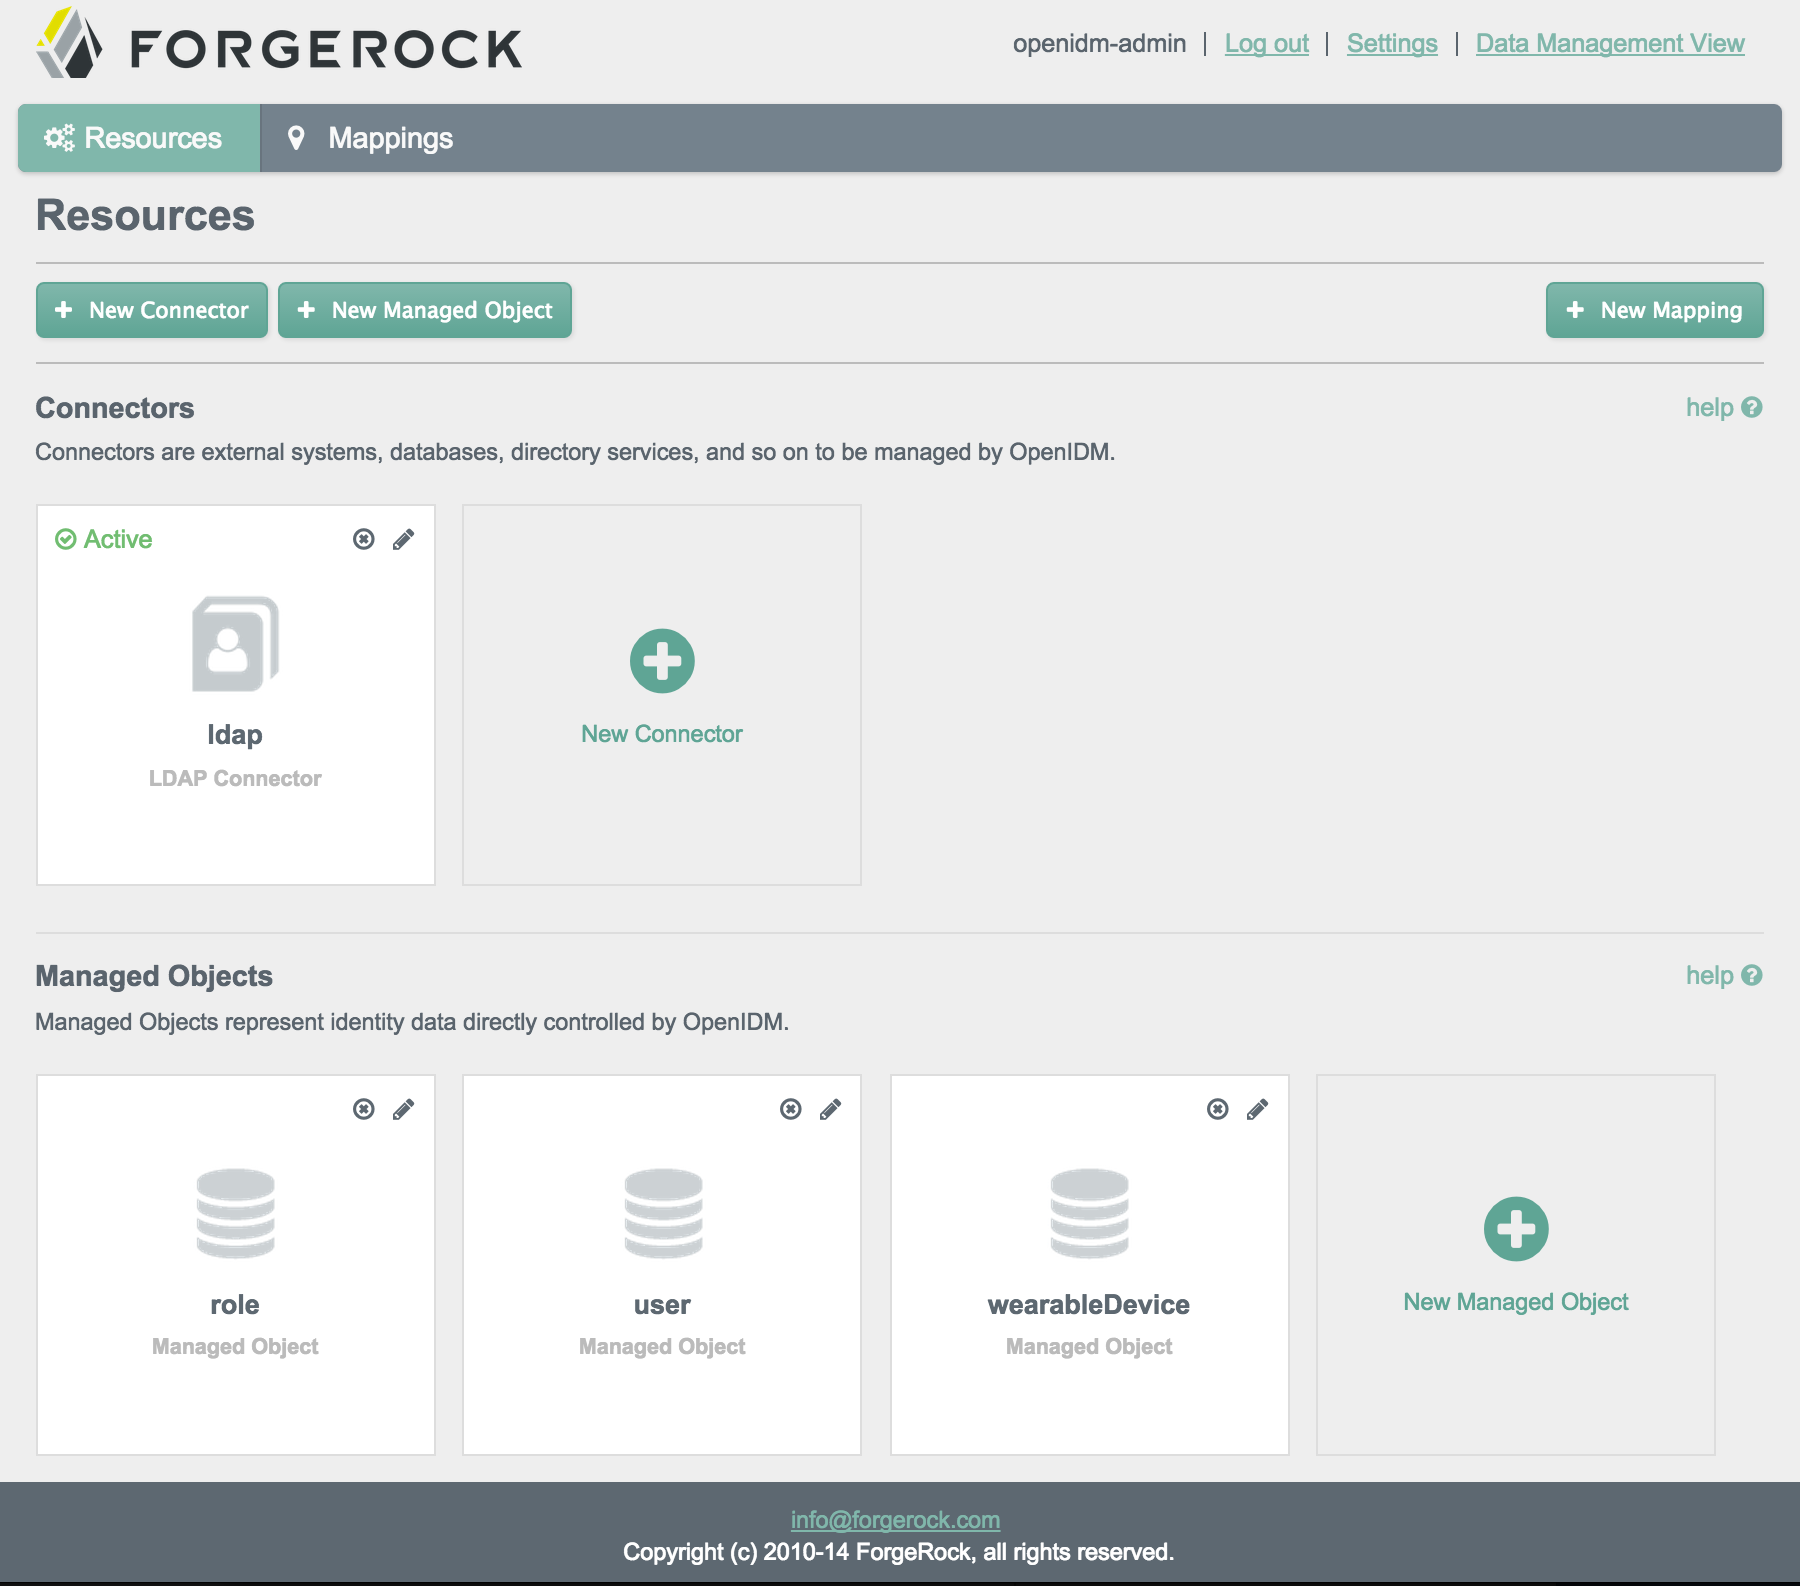 FORGEROCK
openidm-admin | Log out | Settings | Data Management View
Resources
Mappings
Resources
New Connector
New Managed Object
New Mapping
Connectors
help
Connectors are external systems, databases, directory services, and so on to be managed by OpenIDM.
Active
ldap
LDAP Connector
New Connector
Managed Objects
help
Managed Objects represent identity data directly controlled by OpenIDM.
role
Managed Object
user
Managed Object
wearableDevice
Managed Object
New Managed Object
info@forgerock.com
Copyright (c) 2010-14 ForgeRock, all rights reserved.